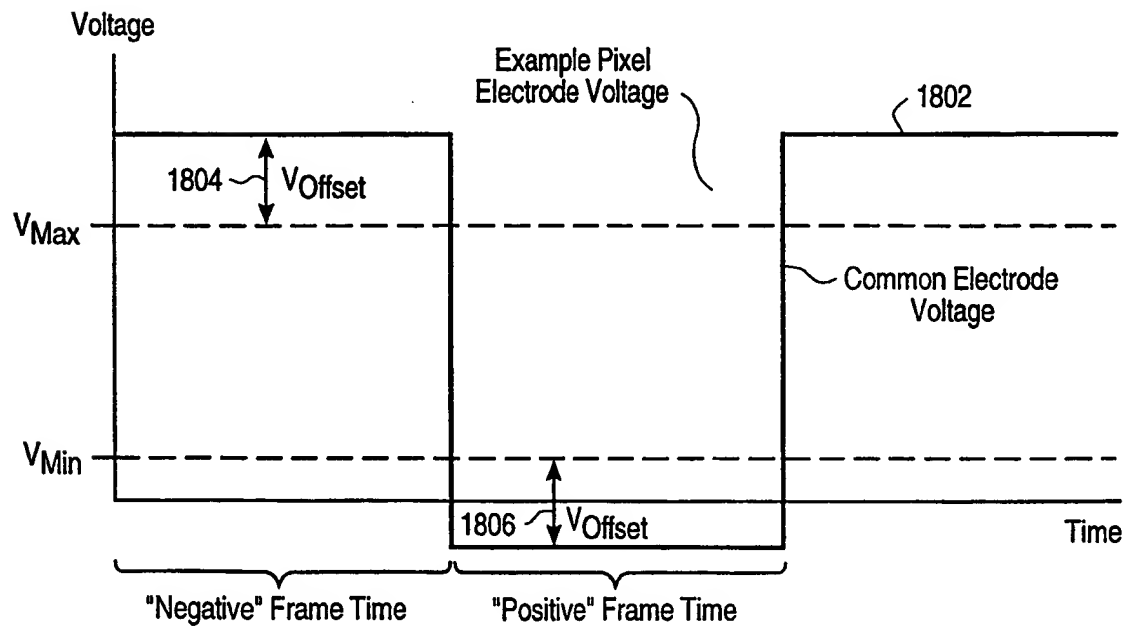 Voltage
Example Pixel
Electrode Voltage
1802
1804
VOffset
VMax
Common Electrode
Voltage
VMin
1806
VOffset
Time
"Negative" Frame Time
"Positive" Frame Time